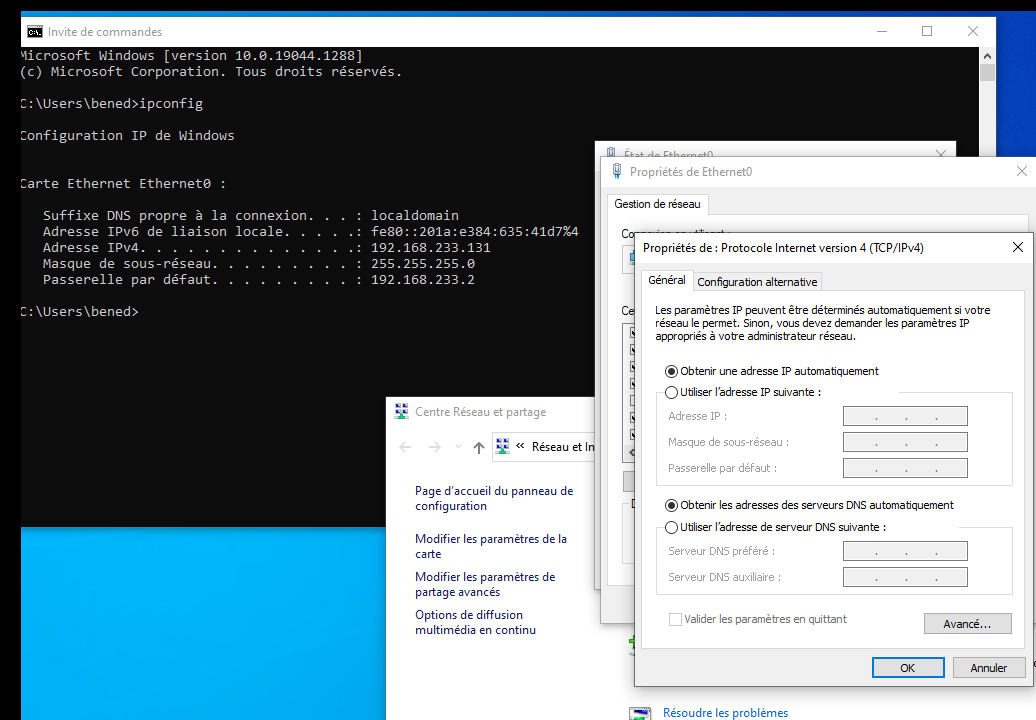 Invite de commandes
Microsoft Windows [version 10.0.19044.1288]
(c) Microsoft Corporation. Tous droits réservés.
C:\Users\bened>ipconfig
Configuration IP de Windows
Carte Ethernet Ethernet0 :
Suffixe DNS propre à la connexion. . . : localdomain
Adresse IPv6 de liaison locale. . . . . : fe80::201a:e384:635:41d7%4
Adresse IPv4. . . . . . . . . . . . . . : 192.168.233.131
Masque de sous-réseau. . . . . . . . . : 255.255.255.0
Passerelle par défaut. . . . . . . . . : 192.168.233.2
C:\Users\bened>
État de Ethernet0
Propriétés de Ethernet0
Gestion de réseau
Propriétés de : Protocole Internet version 4 (TCP/IPv4)
Général
Configuration alternative
Les paramètres IP peuvent être déterminés automatiquement si votre
réseau le permet. Sinon, vous devez demander les paramètres IP
appropriés à votre administrateur réseau.
Obtenir une adresse IP automatiquement
Utiliser l'adresse IP suivante :
Adresse IP :
Masque de sous-réseau :
Passerelle par défaut :
Obtenir les adresses des serveurs DNS automatiquement
Utiliser l'adresse de serveur DNS suivante :
Serveur DNS préféré :
Serveur DNS auxiliaire :
Valider les paramètres en quittant
Avancé...
OK
Annuler
Centre Réseau et partage
« Réseau et In
Page d'accueil du panneau de
configuration
Modifier les paramètres de la
carte
Modifier les paramètres de
partage avancés
Options de diffusion
multimédia en continu
Résoudre les problèmes